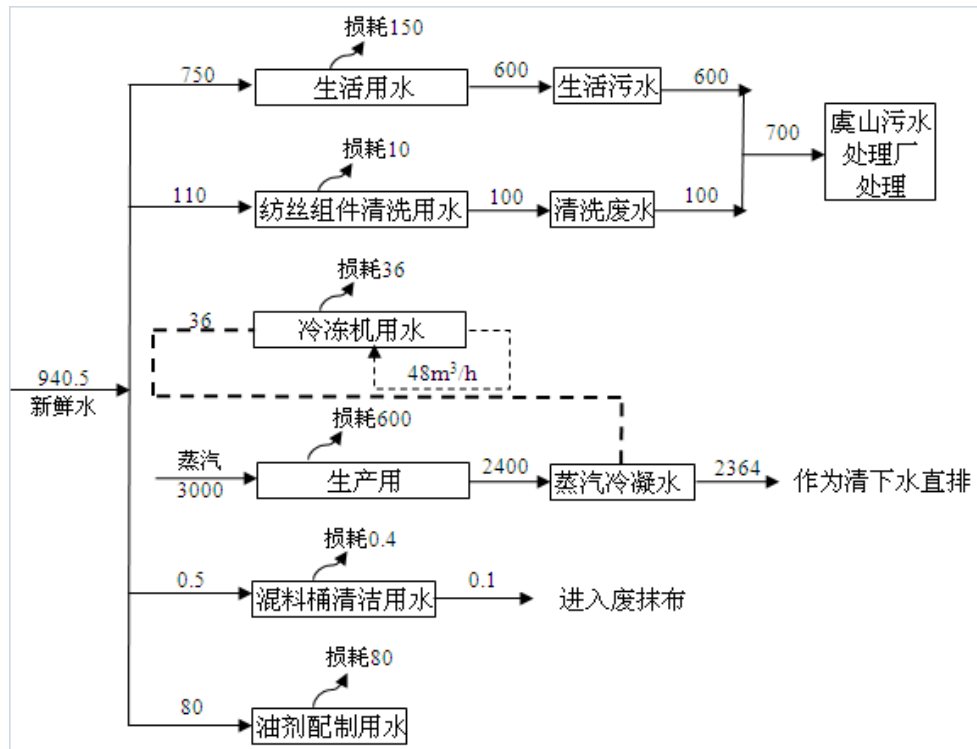 损耗150
750
生活用水
600
生活污水
600
700
虞山污水
处理厂
处理
损耗10
110
纺丝组件清洗用水
100
清洗废水
100
损耗36
36
冷冻机用水
48m³/h
940.5
新鲜水
损耗600
蒸汽
3000
生产用
2400
蒸汽冷凝水
2364
作为清下水直排
损耗0.4
0.5
混料桶清洁用水
0.1
进入废抹布
损耗80
80
油剂配制用水